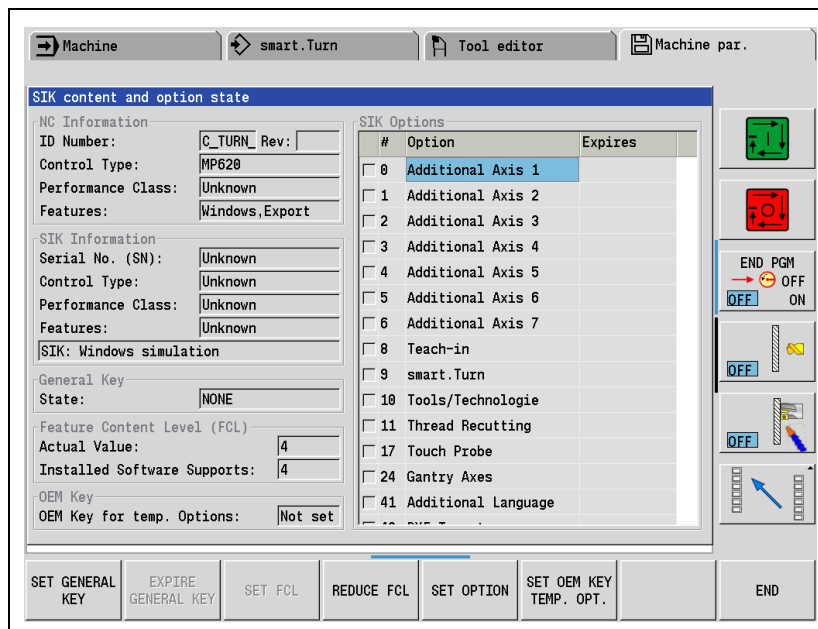 Machine
smart.Turn
Tool editor
Machine par.
SIK content and option state
NC Information
ID Number: C_TURN_ Rev:
Control Type: MP620
Performance Class: Unknown
Features: Windows,Export
SIK Information
Serial No. (SN): Unknown
Control Type: Unknown
Performance Class: Unknown
Features: Unknown
SIK: Windows simulation
General Key
State: NONE
Feature Content Level (FCL)
Actual Value: 4
Installed Software Supports: 4
OEM Key
OEM Key for temp. Options: Not set
SIK Options
# Option Expires
0 Additional Axis 1
1 Additional Axis 2
2 Additional Axis 3
3 Additional Axis 4
4 Additional Axis 5
5 Additional Axis 6
6 Additional Axis 7
8 Teach-in
9 smart.Turn
10 Tools/Technologie
11 Thread Recutting
17 Touch Probe
24 Gantry Axes
41 Additional Language
END PGM
OFF
OFF ON
OFF
OFF
SET GENERAL
KEY
EXPIRE
GENERAL KEY
SET FCL
REDUCE FCL
SET OPTION
SET OEM KEY
TEMP. OPT.
END